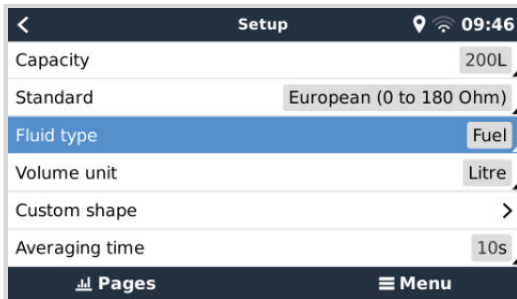 Setup 09:46
Capacity 200L
Standard European (0 to 180 Ohm)
Fluid type Fuel
Volume unit Litre
Custom shape
Averaging time 10s
Pages Menu